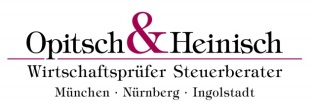 Opitsch & Heinisch
Wirtschaftsprüfer Steuerberater
München · Nürnberg · Ingolstadt